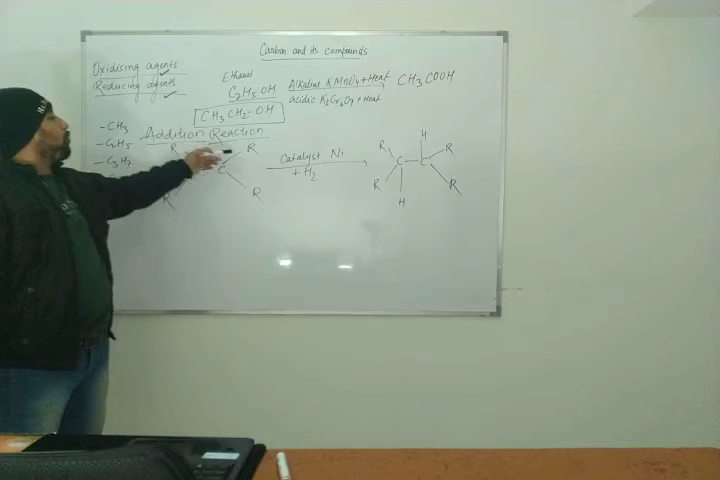 Carbon and its compounds
Oxidising agents
Reducing agents
Ethanol
C2H5OH
Alkaline KMnO4+Heat
acidic K2Cr2O7+Heat
CH3COOH
CH3CH2-OH
-CH3
-C2H5
-C3H7
Addition Reaction
R R
C
R R
Catalyst Ni
+H2
H
R R
C C
R R
H